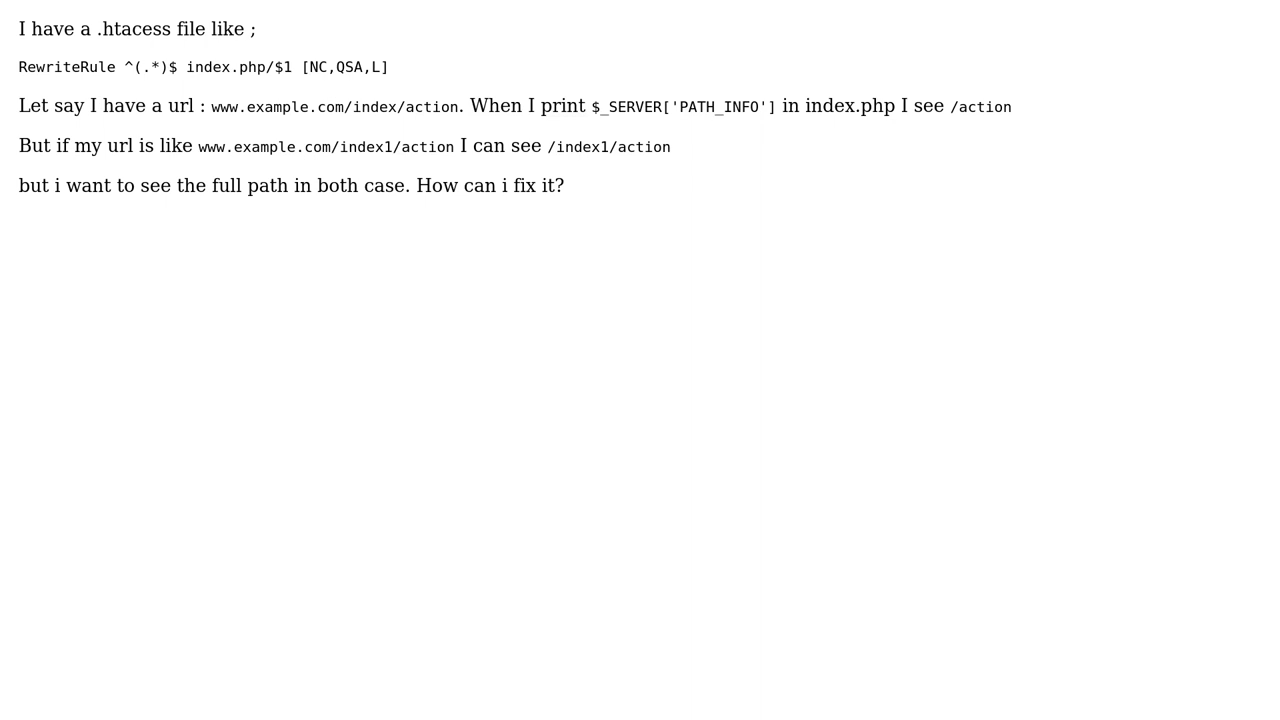 I have a .htacess file like ;
RewriteRule ^(.*)$ index.php/$1 [NC,QSA,L]
Let say I have a url : www.example.com/index/action. When I print $_SERVER['PATH_INFO'] in index.php I see /action
But if my url is like www.example.com/index1/action I can see /index1/action
but i want to see the full path in both case. How can i fix it?